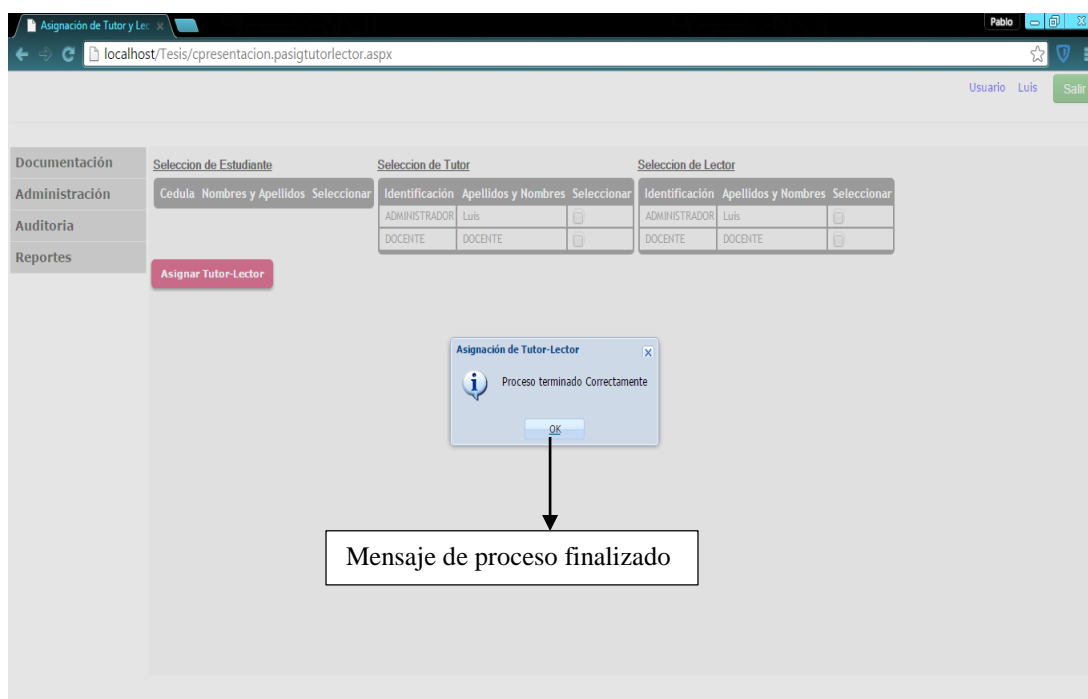 Asignación de Tutor y Lec
Pablo
localhost/Tesis/cpresentacion.pasigtutorlector.aspx
Usuario Luis Salir
Documentación
Administración
Auditoria
Reportes
Seleccion de Estudiante
Cedula Nombres y Apellidos Seleccionar
Seleccion de Tutor
Identificación Apellidos y Nombres Seleccionar
ADMINISTRADOR Luis
DOCENTE DOCENTE
Seleccion de Lector
Identificación Apellidos y Nombres Seleccionar
ADMINISTRADOR Luis
DOCENTE DOCENTE
Asignar Tutor-Lector
Asignación de Tutor-Lector
Proceso terminado Correctamente
OK
Mensaje de proceso finalizado